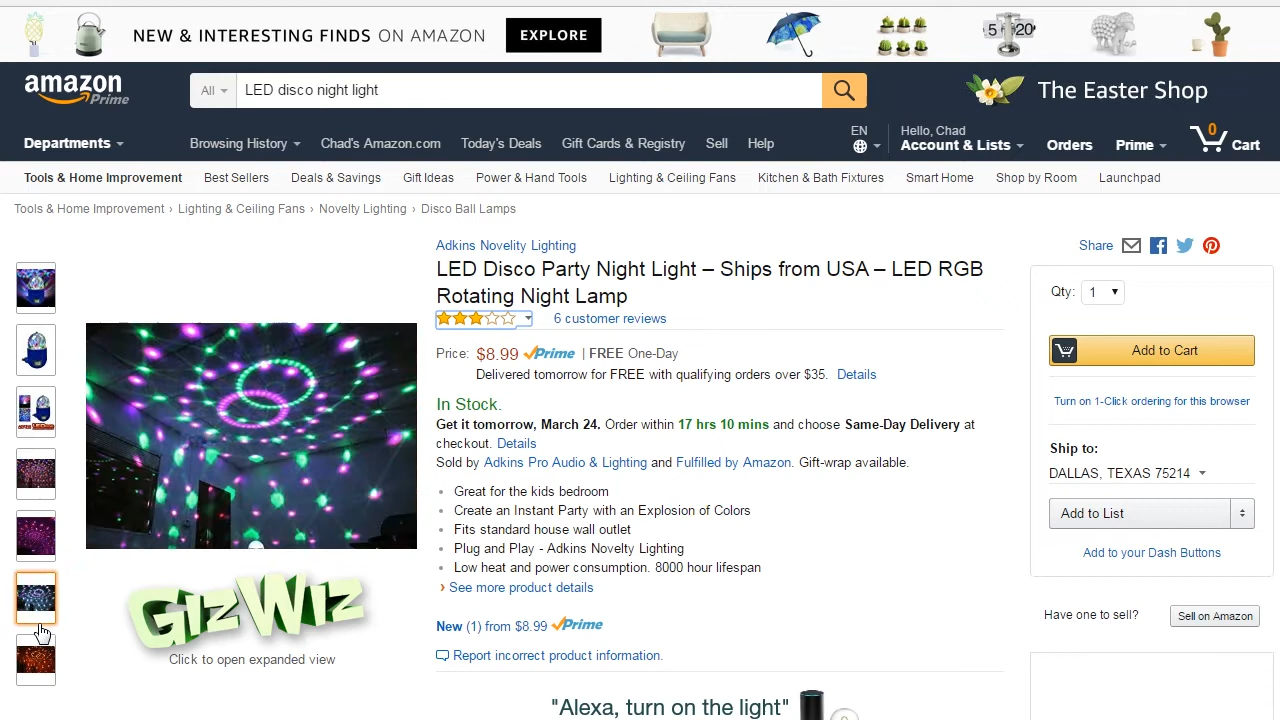 NEW & INTERESTING FINDS ON AMAZON
EXPLORE
amazon
Prime
All
LED disco night light
The Easter Shop
Departments
Browsing History
Chad's Amazon.com
Today's Deals
Gift Cards & Registry
Sell
Help
EN
Hello, Chad
Account & Lists
Orders
Prime
0
Cart
Tools & Home Improvement
Best Sellers
Deals & Savings
Gift Ideas
Power & Hand Tools
Lighting & Ceiling Fans
Kitchen & Bath Fixtures
Smart Home
Shop by Room
Launchpad
Tools & Home Improvement › Lighting & Ceiling Fans › Novelty Lighting › Disco Ball Lamps
Adkins Novelity Lighting
LED Disco Party Night Light – Ships from USA – LED RGB
Rotating Night Lamp
6 customer reviews
Price: $8.99 Prime | FREE One-Day
Delivered tomorrow for FREE with qualifying orders over $35. Details
In Stock.
Get it tomorrow, March 24. Order within 17 hrs 10 mins and choose Same-Day Delivery at
checkout. Details
Sold by Adkins Pro Audio & Lighting and Fulfilled by Amazon. Gift-wrap available.
• Great for the kids bedroom
• Create an Instant Party with an Explosion of Colors
• Fits standard house wall outlet
• Plug and Play - Adkins Novelty Lighting
• Low heat and power consumption. 8000 hour lifespan
› See more product details
New (1) from $8.99 Prime
Report incorrect product information.
"Alexa, turn on the light"
GizWiz
Click to open expanded view
Share
Qty: 1
Add to Cart
Turn on 1-Click ordering for this browser
Ship to:
DALLAS, TEXAS 75214
Add to List
Add to your Dash Buttons
Have one to sell?
Sell on Amazon